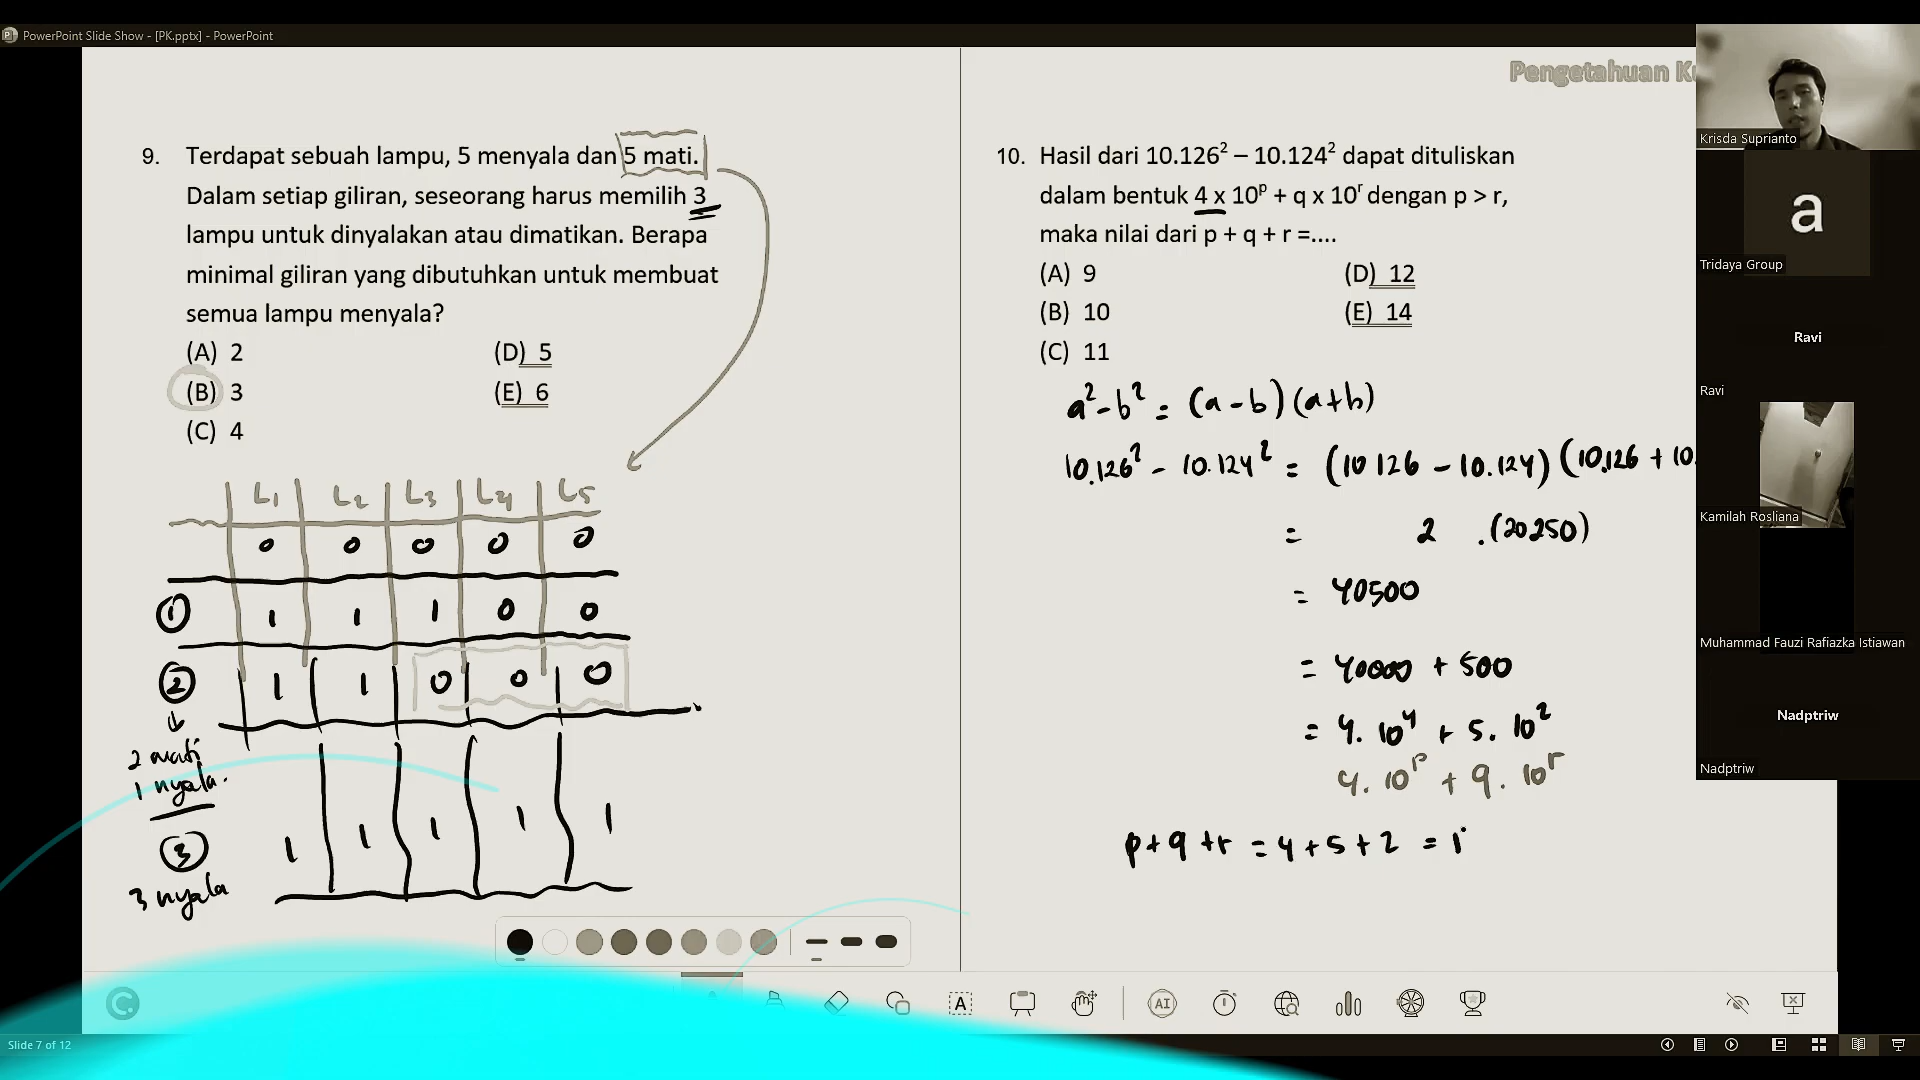 PowerPoint Slide Show - [PK.pptx] - PowerPoint
9. Terdapat sebuah lampu, 5 menyala dan 5 mati.
Dalam setiap giliran, seseorang harus memilih 3
lampu untuk dinyalakan atau dimatikan. Berapa
minimal giliran yang dibutuhkan untuk membuat
semua lampu menyala?
(A) 2
(D) 5
(B) 3
(E) 6
(C) 4
L1 L2 L3 L4 L5
0 0 0 0 0
① 1 1 1 0 0
② 1 1 0 0 0
2 mati
1 nyala.
③ 1 1 1 1 1
3 nyala
Pengetahuan
10. Hasil dari 10.126² – 10.124² dapat dituliskan
dalam bentuk 4 x 10ᵖ + q x 10ʳ dengan p > r,
maka nilai dari p + q + r =....
(A) 9
(D) 12
(B) 10
(E) 14
(C) 11
a² - b² = (a - b) (a + b)
10.126² - 10.124² = (10126 - 10.124) (10.126 + 10.
= 2 . (20250)
= 40500
= 40000 + 500
= 4. 10⁴ + 5. 10²
4. 10ᵖ + q. 10ʳ
p + q + r = 4 + 5 + 2 = 1
A
AI
Slide 7 of 12
Krisda Suprianto
a
Tridaya Group
Ravi
Ravi
Kamilah Rosliana
Muhammad Fauzi Rafiazka Istiawan
Nadptriw
Nadptriw